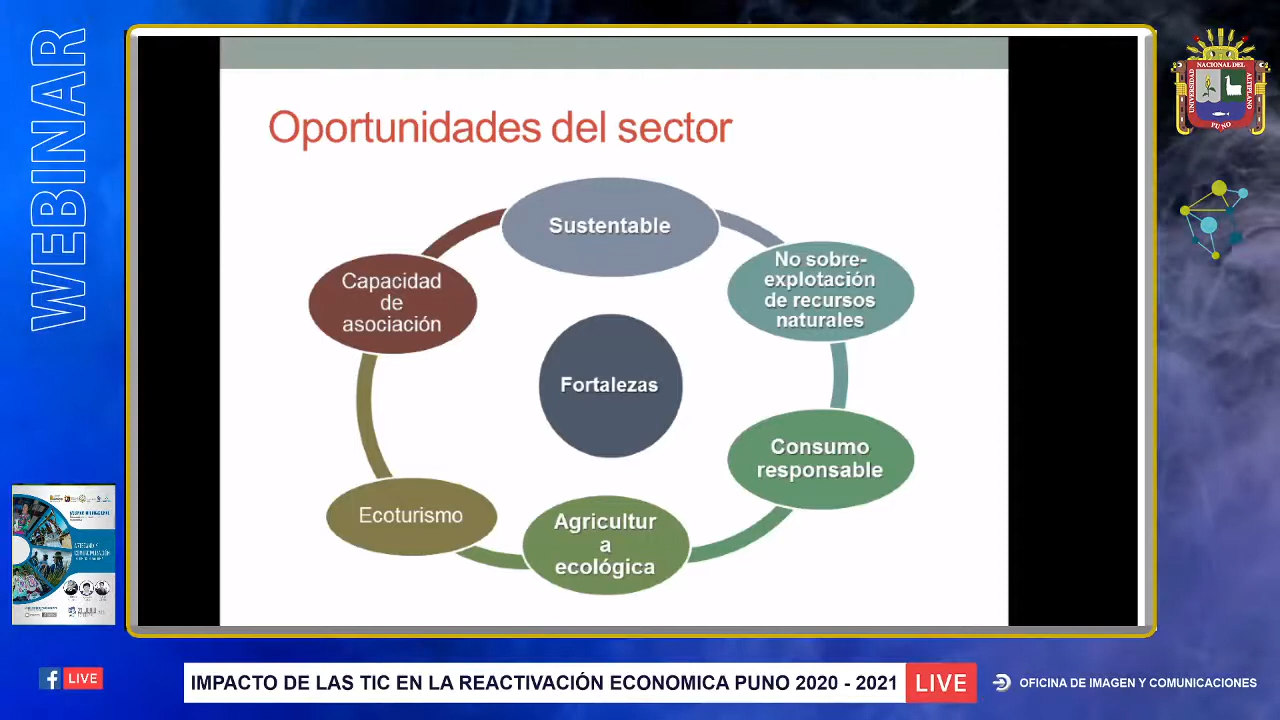 WEBINAR
Oportunidades del sector
Sustentable
No sobre-
explotación
de recursos
naturales
Capacidad
de
asociación
Fortalezas
Consumo
responsable
Ecoturismo
Agricultur
a
ecológica
UNIVERSIDAD
NACIONAL DEL
ALTIPLANO
PUNO
LIVE
IMPACTO DE LAS TIC EN LA REACTIVACIÓN ECONOMICA PUNO 2020 - 2021
LIVE
OFICINA DE IMAGEN Y COMUNICACIONES